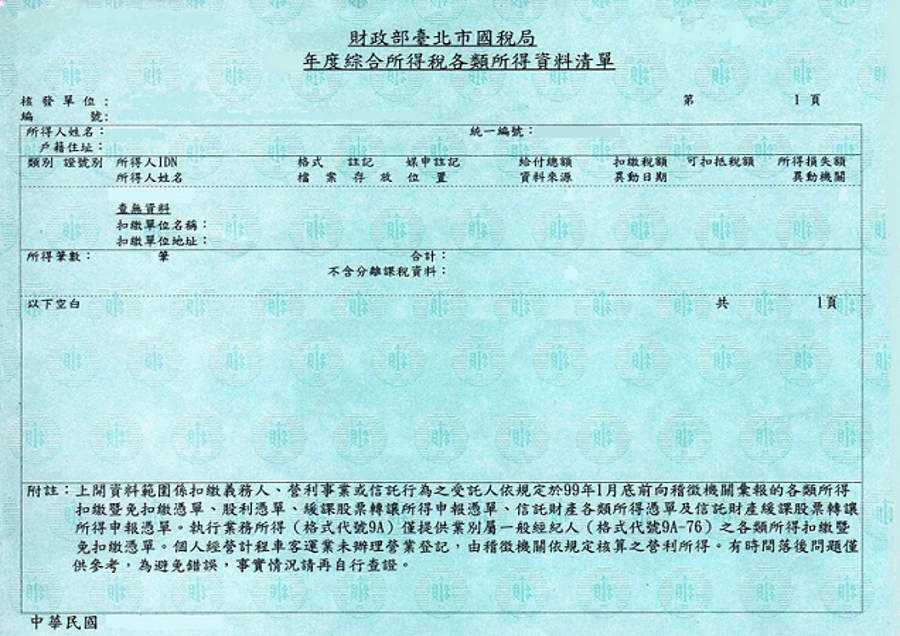 財政部臺北市國稅局
年度綜合所得稅各類所得資料清單
核發單位：
第 1頁
編 號：
所得人姓名： 統一編號：
戶籍住址：
類別 證號別 所得人IDN 格式 註記 媒申註記 給付總額 扣繳稅額 可扣抵稅額 所得損失額
所得人姓名 檔案存放位置 資料來源 異動日期 異動機關
查無資料
扣繳單位名稱：
扣繳單位地址：
所得筆數： 筆 合計：
不含分離課稅資料：
以下空白 共 1頁
附註：上開資料範圍係扣繳義務人、營利事業或信託行為之受託人依規定於99年1月底前向稽徵機關彙報的各類所得
扣繳暨免扣繳憑單、股利憑單、緩課股票轉讓所得申報憑單、信託財產各類所得憑單及信託財產緩課股票轉讓
所得申報憑單。執行業務所得（格式代號9A）僅提供業別屬一般經紀人（格式代號9A-76）之各類所得扣繳暨
免扣繳憑單。個人經營計程車客運業未辦理營業登記，由稽徵機關依規定核算之營利所得。有時間落後問題僅
供參考，為避免錯誤，事實情況請再自行查證。
中華民國